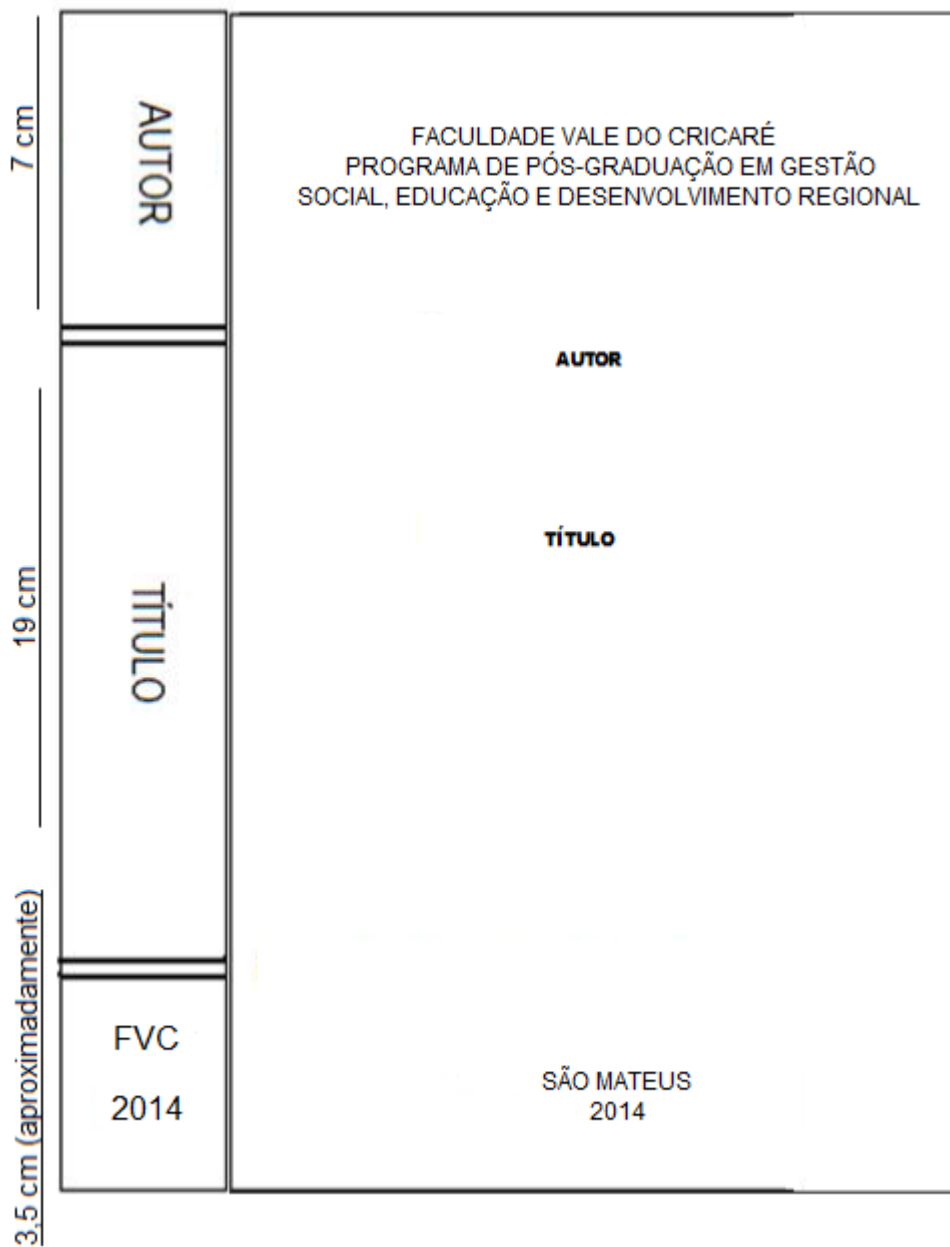 7 cm
19 cm
3,5 cm (aproximadamente)
AUTOR
TÍTULO
FVC
2014
FACULDADE VALE DO CRICARÉ
PROGRAMA DE PÓS-GRADUAÇÃO EM GESTÃO
SOCIAL, EDUCAÇÃO E DESENVOLVIMENTO REGIONAL
AUTOR
TÍTULO
SÃO MATEUS
2014